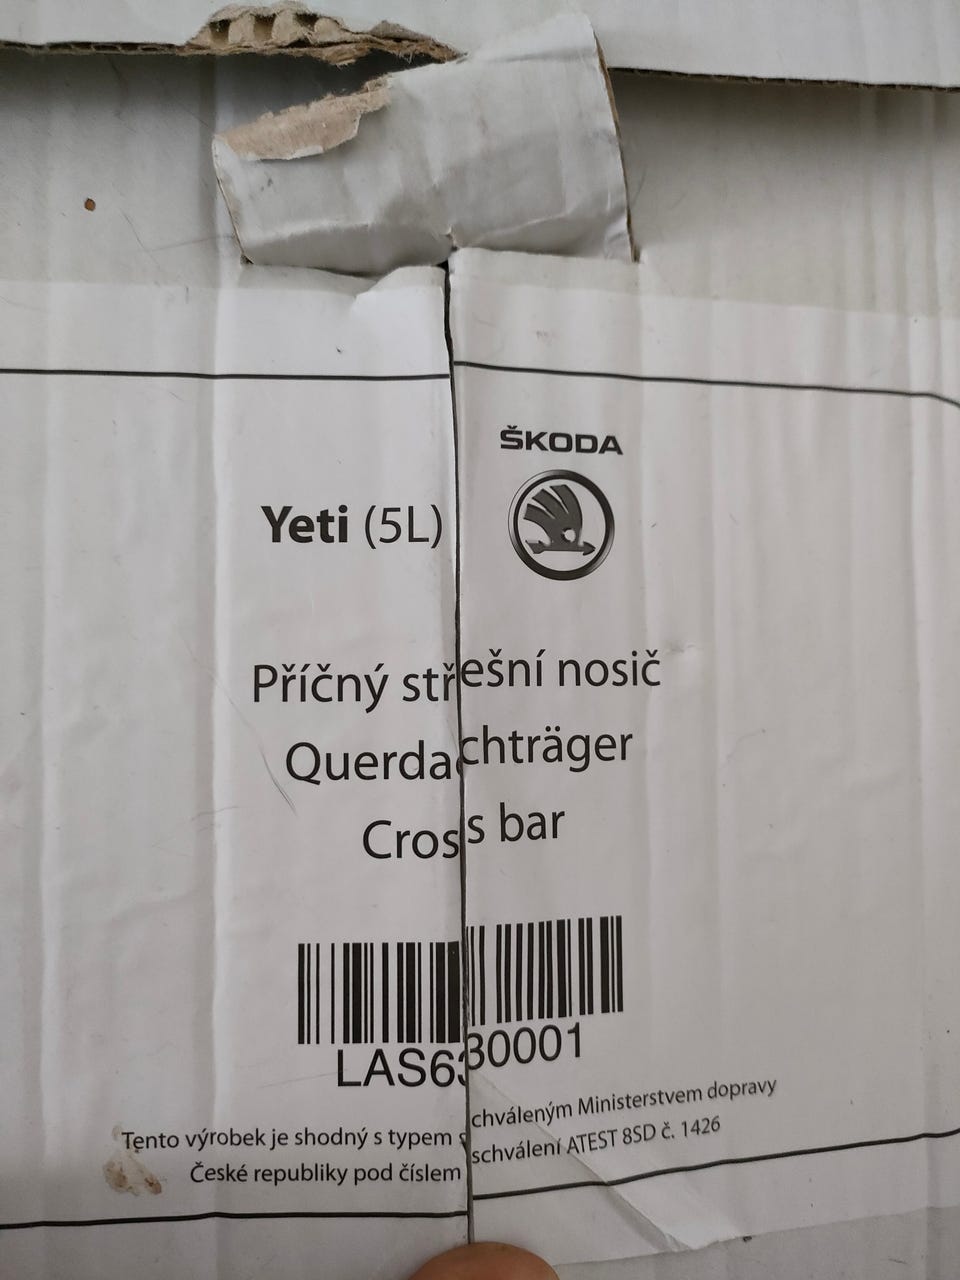 ŠKODA
Yeti (5L)
Příčný střešní nosič
Querdachträger
Cross bar
LAS630001
Tento výrobek je shodný s typem schváleným Ministerstvem dopravy
České republiky pod číslem schválení ATEST 8SD č. 1426